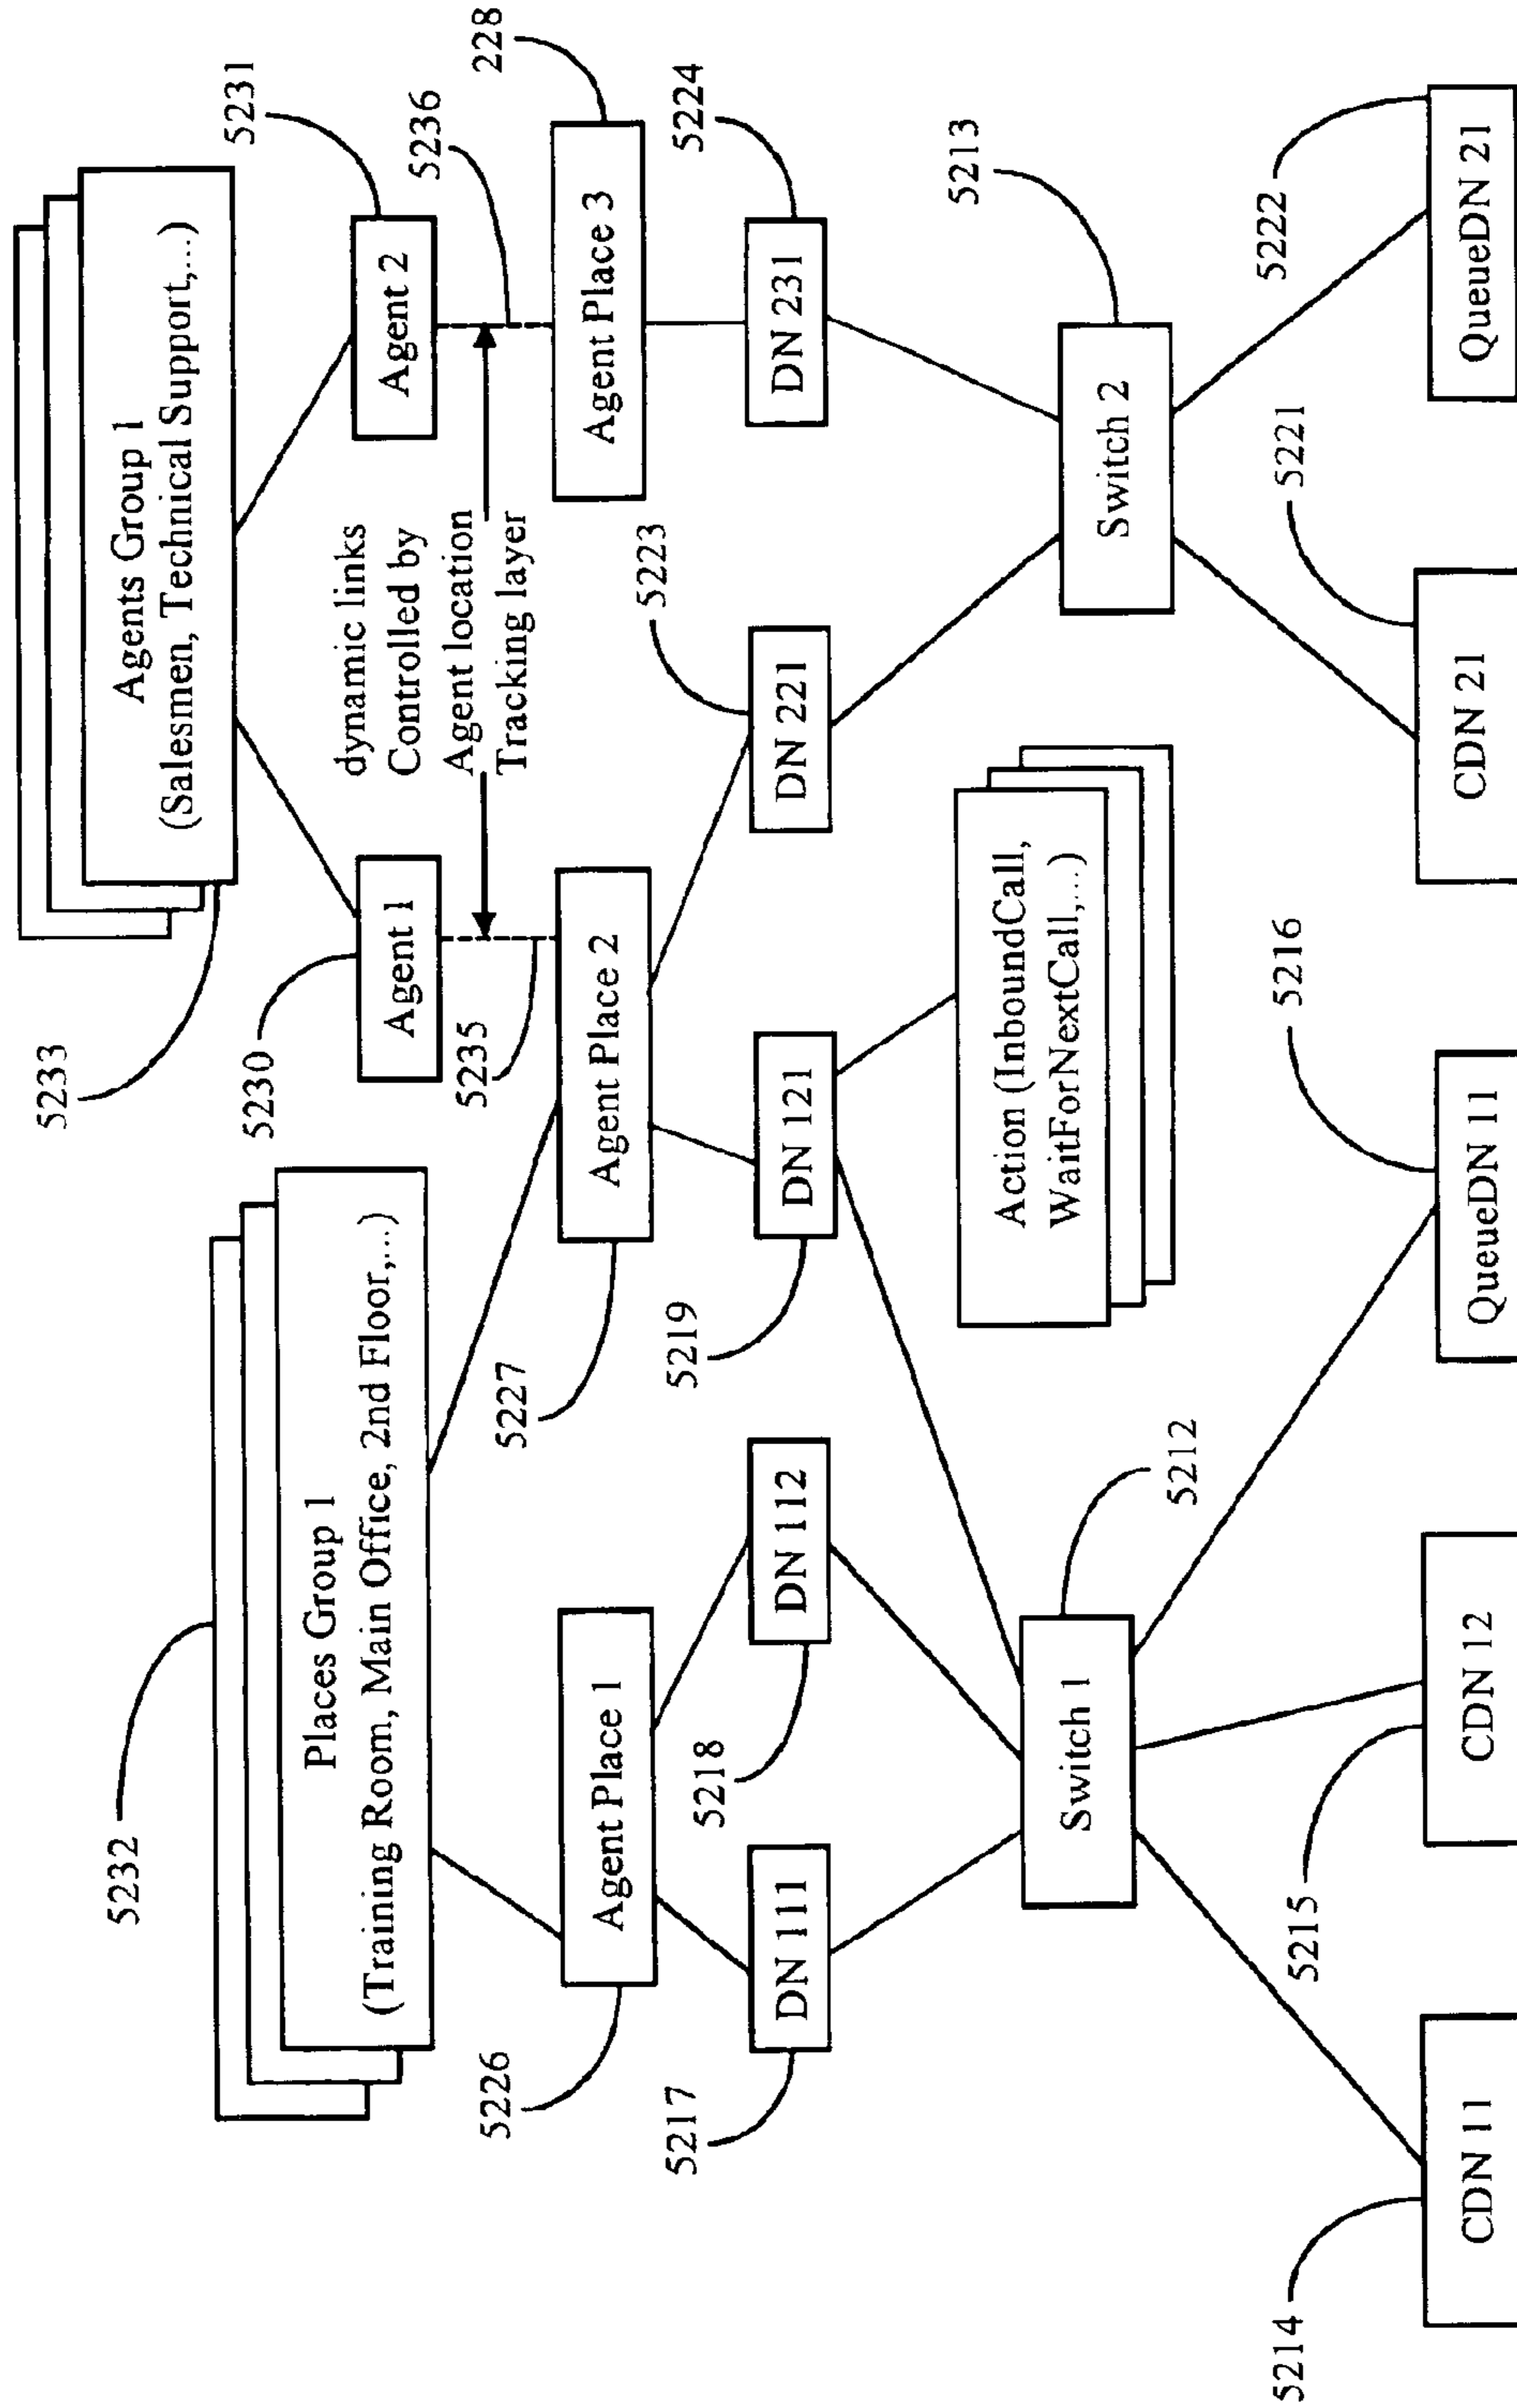 5233
Agents Group 1
(Salesmen, Technical Support,...)
5231
5232
Places Group 1
(Training Room, Main Office, 2nd Floor,...)
5230
Agent 1
dynamic links
Controlled by
Agent location
Tracking layer
Agent 2
5236
5235
228
5226
Agent Place 1
5227
Agent Place 2
Agent Place 3
5217
DN 111
5218
DN 112
5219
DN 121
5223
DN 221
DN 231
5224
Action (InboundCall,
WaitForNextCall,...)
Switch 1
5212
Switch 2
5213
5214
CDN 11
5215
CDN 12
5216
QueueDN 11
5221
CDN 21
5222
QueueDN 21